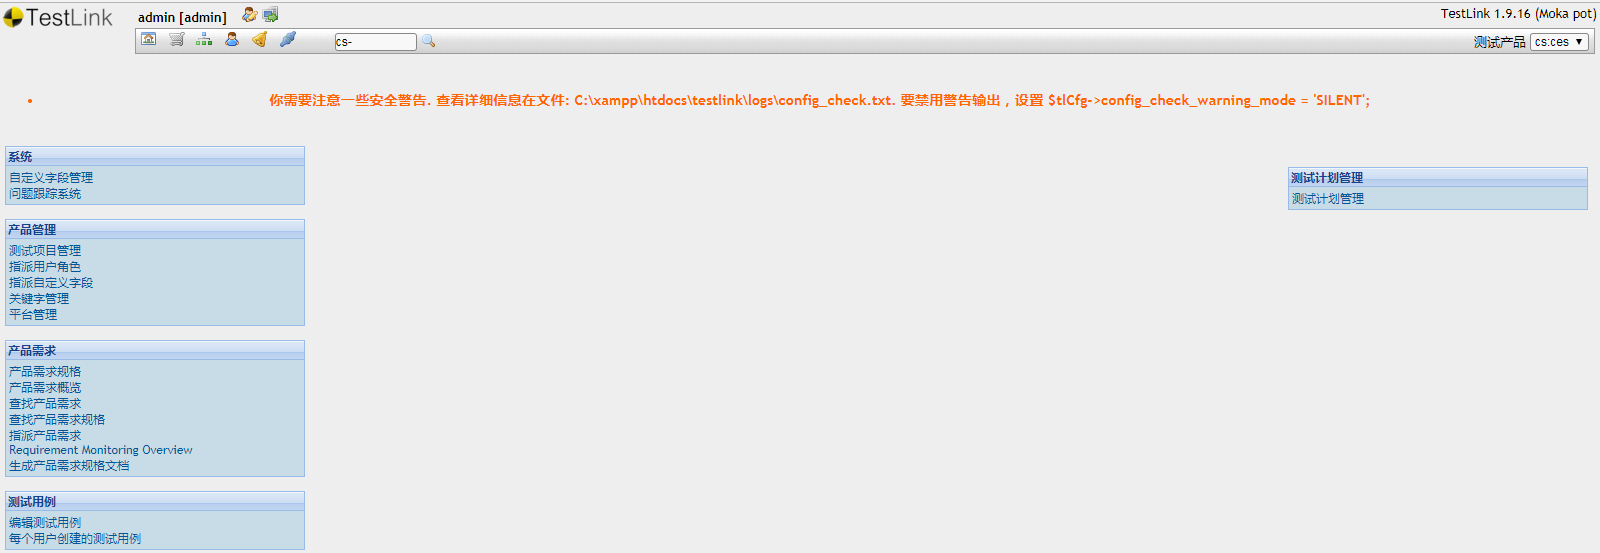 TestLink
admin [admin]
TestLink 1.9.16 (Moka pot)
cs-
测试产品 cs:ces
你需要注意一些安全警告. 查看详细信息在文件: C:\xampp\htdocs\testlink\logs\config_check.txt. 要禁用警告输出，设置 $tlCfg->config_check_warning_mode = 'SILENT';
系统
自定义字段管理
问题跟踪系统
产品管理
测试项目管理
指派用户角色
指派自定义字段
关键字管理
平台管理
产品需求
产品需求规格
产品需求概览
查找产品需求
查找产品需求规格
指派产品需求
Requirement Monitoring Overview
生成产品需求规格文档
测试用例
编辑测试用例
每个用户创建的测试用例
测试计划管理
测试计划管理